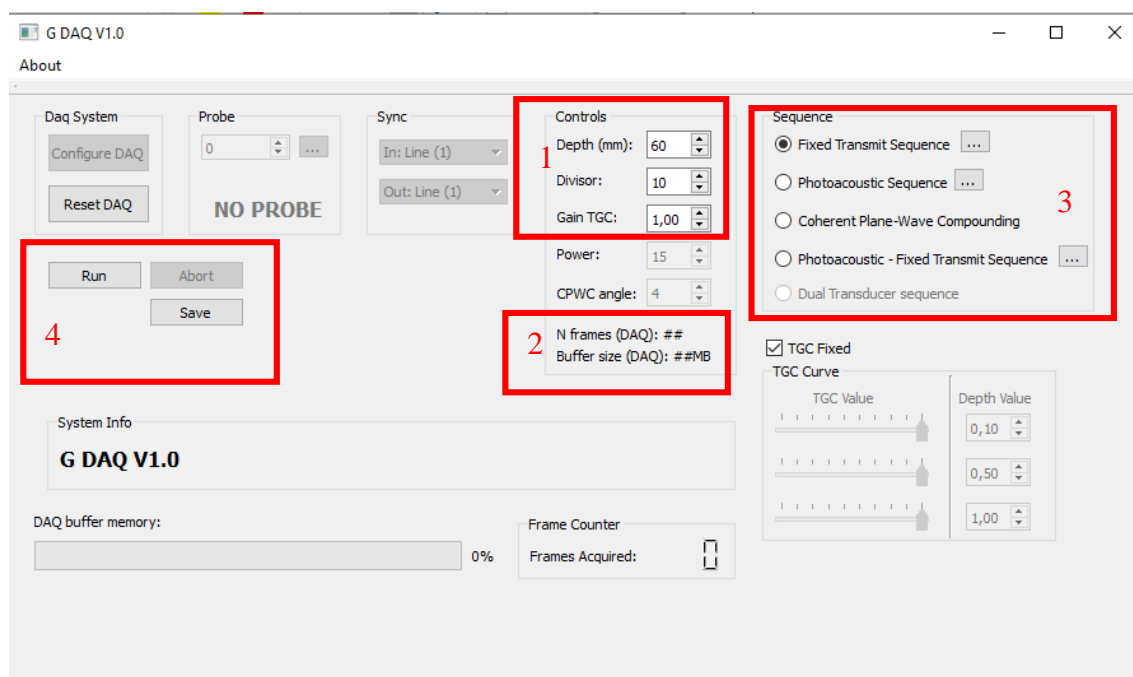 G DAQ V1.0
About
Daq System
Configure DAQ
Reset DAQ
Probe
0
...
NO PROBE
Sync
In: Line (1)
Out: Line (1)
Controls
1
Depth (mm): 60
Divisor: 10
Gain TGC: 1,00
Power: 15
CPWC angle: 4
2
N frames (DAQ): ##
Buffer size (DAQ): ##MB
Sequence
Fixed Transmit Sequence ...
Photoacoustic Sequence ...
3
Coherent Plane-Wave Compounding
Photoacoustic - Fixed Transmit Sequence ...
Dual Transducer sequence
Run Abort
Save
4
TGC Fixed
TGC Curve
TGC Value Depth Value
0,10
0,50
1,00
System Info
G DAQ V1.0
DAQ buffer memory:
0%
Frame Counter
Frames Acquired: 0